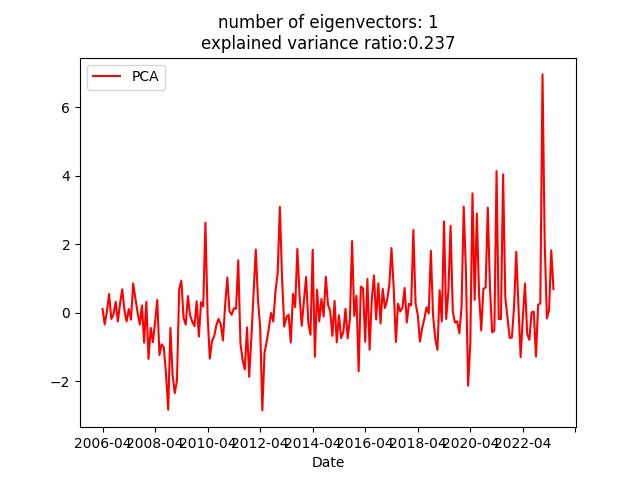 number of eigenvectors: 1
explained variance ratio:0.237
PCA
6
4
2
0
−2
2006-04 2008-04 2010-04 2012-04 2014-04 2016-04 2018-04 2020-04 2022-04
Date